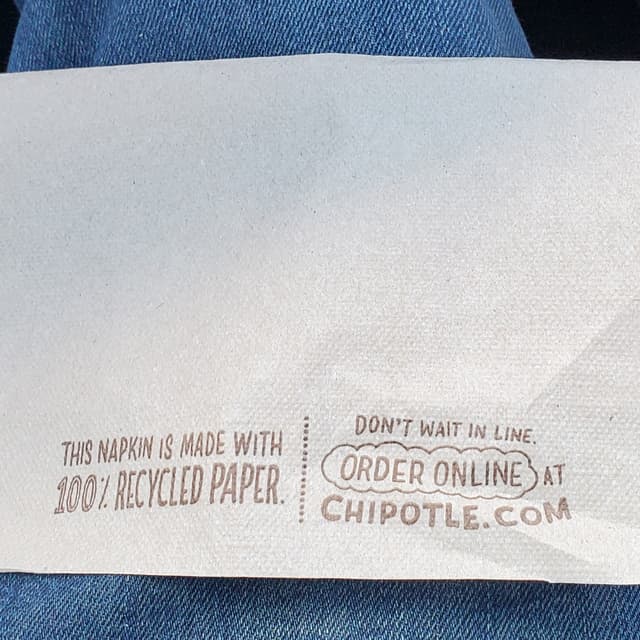 THIS NAPKIN IS MADE WITH
100% RECYCLED PAPER.
DON'T WAIT IN LINE.
ORDER ONLINE AT
CHIPOTLE.COM